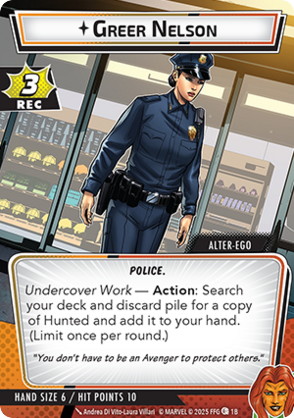 GREER NELSON
3
REC
ALTER-EGO
POLICE.
Undercover Work — Action: Search
your deck and discard pile for a copy
of Hunted and add it to your hand.
(Limit once per round.)
"You don't have to be an Avenger to protect others."
HAND SIZE 6 / HIT POINTS 10
Andrea Di Vito-Laura Villari © MARVEL © 2025 FFG 1B